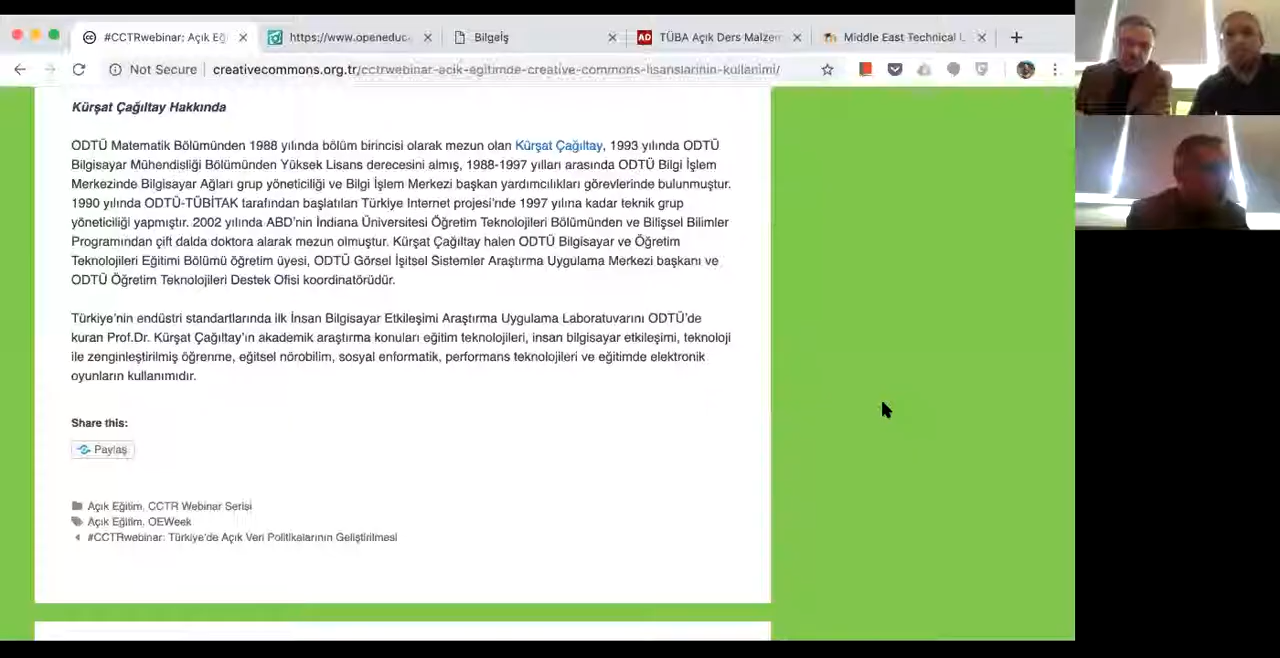 #CCTRwebinar: Açık Eğ
https://www.openeduc
Bilgeİş
TÜBA Açık Ders Malzem
Middle East Technical U
Not Secure
creativecommons.org.tr/cctrwebinar-acik-egitimde-creative-commons-lisanslarinin-kullanimi/
Kürşat Çağıltay Hakkında
ODTÜ Matematik Bölümünden 1988 yılında bölüm birincisi olarak mezun olan Kürşat Çağıltay, 1993 yılında ODTÜ
Bilgisayar Mühendisliği Bölümünden Yüksek Lisans derecesini almış, 1988-1997 yılları arasında ODTÜ Bilgi İşlem
Merkezinde Bilgisayar Ağları grup yöneticiliği ve Bilgi İşlem Merkezi başkan yardımcılıkları görevlerinde bulunmuştur.
1990 yılında ODTÜ-TÜBİTAK tarafından başlatılan Türkiye Internet projesi'nde 1997 yılına kadar teknik grup
yöneticiliği yapmıştır. 2002 yılında ABD'nin İndiana Üniversitesi Öğretim Teknolojileri Bölümünden ve Bilişsel Bilimler
Programından çift dalda doktora alarak mezun olmuştur. Kürşat Çağıltay halen ODTÜ Bilgisayar ve Öğretim
Teknolojileri Eğitimi Bölümü öğretim üyesi, ODTÜ Görsel İşitsel Sistemler Araştırma Uygulama Merkezi başkanı ve
ODTÜ Öğretim Teknolojileri Destek Ofisi koordinatörüdür.
Türkiye'nin endüstri standartlarında ilk İnsan Bilgisayar Etkileşimi Araştırma Uygulama Laboratuvarını ODTÜ'de
kuran Prof.Dr. Kürşat Çağıltay'ın akademik araştırma konuları eğitim teknolojileri, insan bilgisayar etkileşimi, teknoloji
ile zenginleştirilmiş öğrenme, eğitsel nörobilim, sosyal enformatik, performans teknolojileri ve eğitimde elektronik
oyunların kullanımıdır.
Share this:
Paylaş
Açık Eğitim, CCTR Webinar Serisi
Açık Eğitim, OEWeek
#CCTRwebinar: Türkiye'de Açık Veri Politikalarının Geliştirilmesi